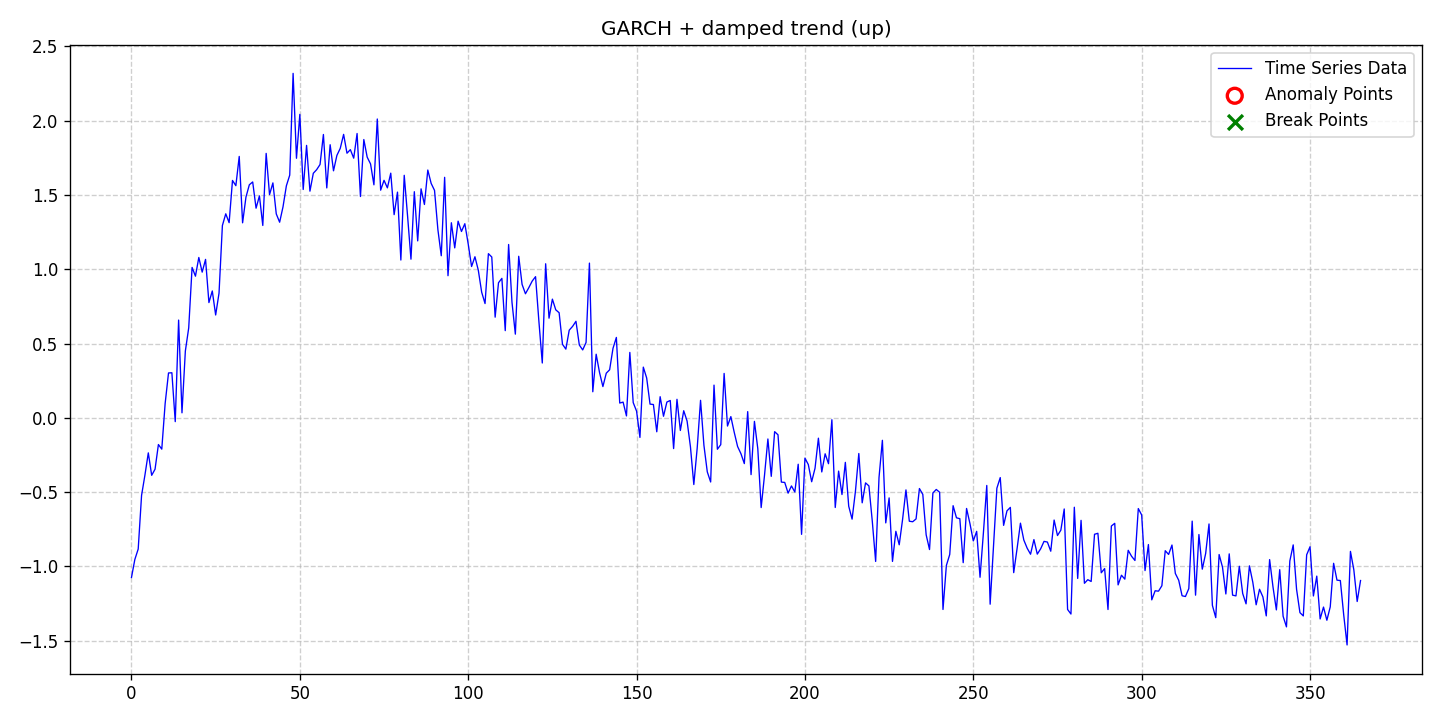 GARCH + damped trend (up)
2.5
2.0
1.5
1.0
0.5
0.0
−0.5
−1.0
−1.5
Time Series Data
Anomaly Points
Break Points
0 50 100 150 200 250 300 350